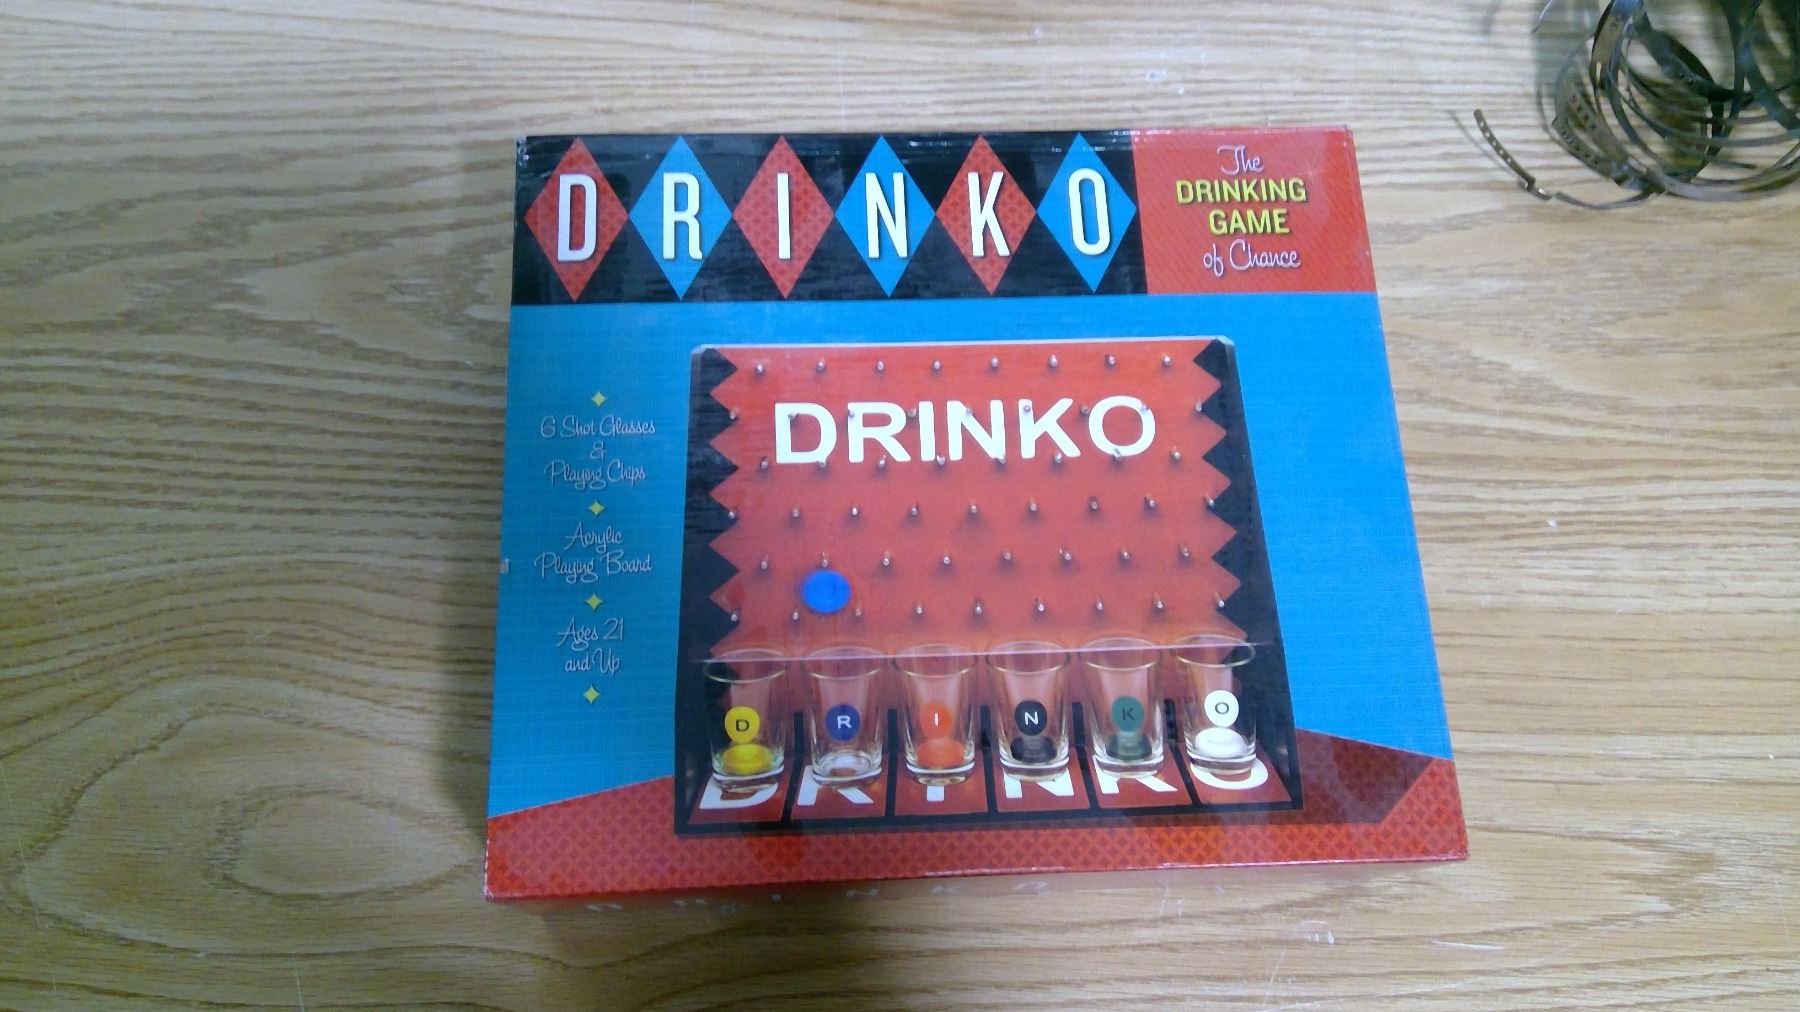 DRINKO
The
DRINKING
GAME
of Chance
6 Shot Glasses
&
Playing Chips
Acrylic
Playing Board
Ages 21
and Up
DRINKO
D R I N K O
DRINKO